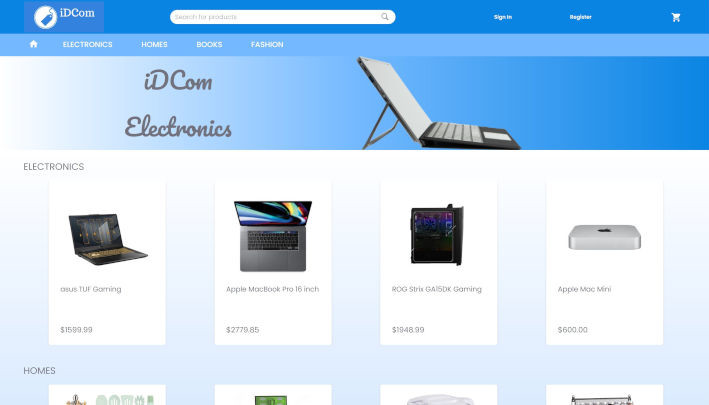 iDCom
Search for products
Sign In
Register
ELECTRONICS
HOMES
BOOKS
FASHION
iDCom
Electronics
ELECTRONICS
asus TUF Gaming
Apple MacBook Pro 16 inch
ROG Strix GA15DK Gaming
Apple Mac Mini
$1599.99
$2779.85
$1948.99
$600.00
HOMES